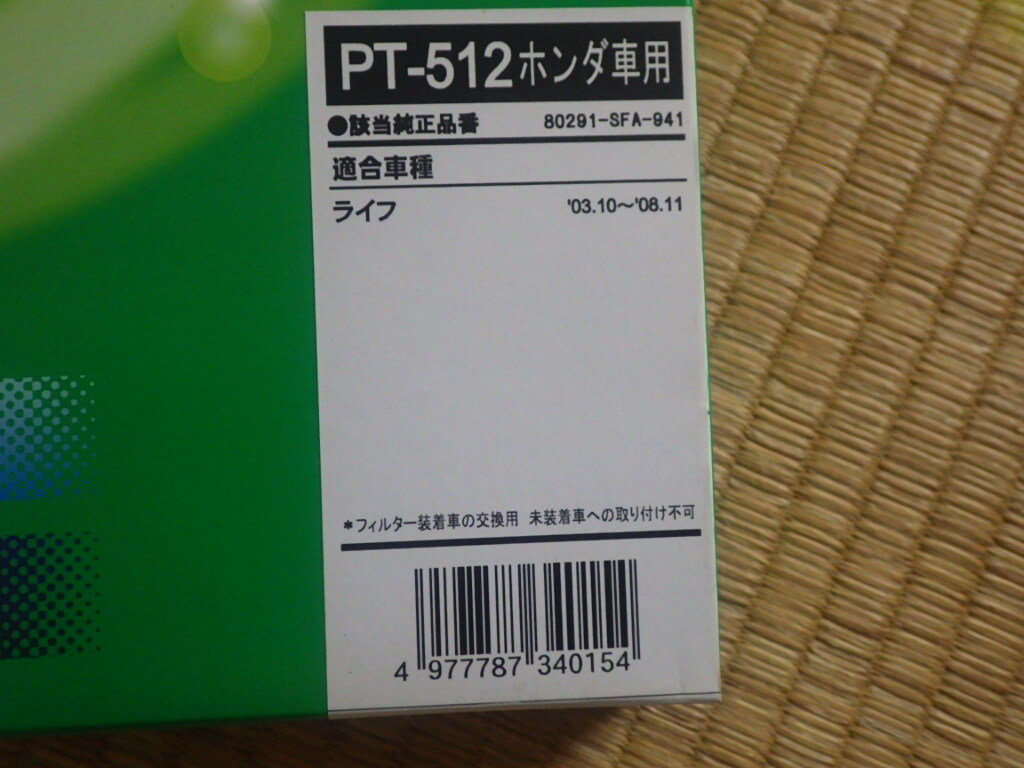 PT-512ホンダ車用
●該当純正品番 80291-SFA-941
適合車種
ライフ '03.10～'08.11
*フィルター装着車の交換用 未装着車への取り付け不可
4 977787 340154